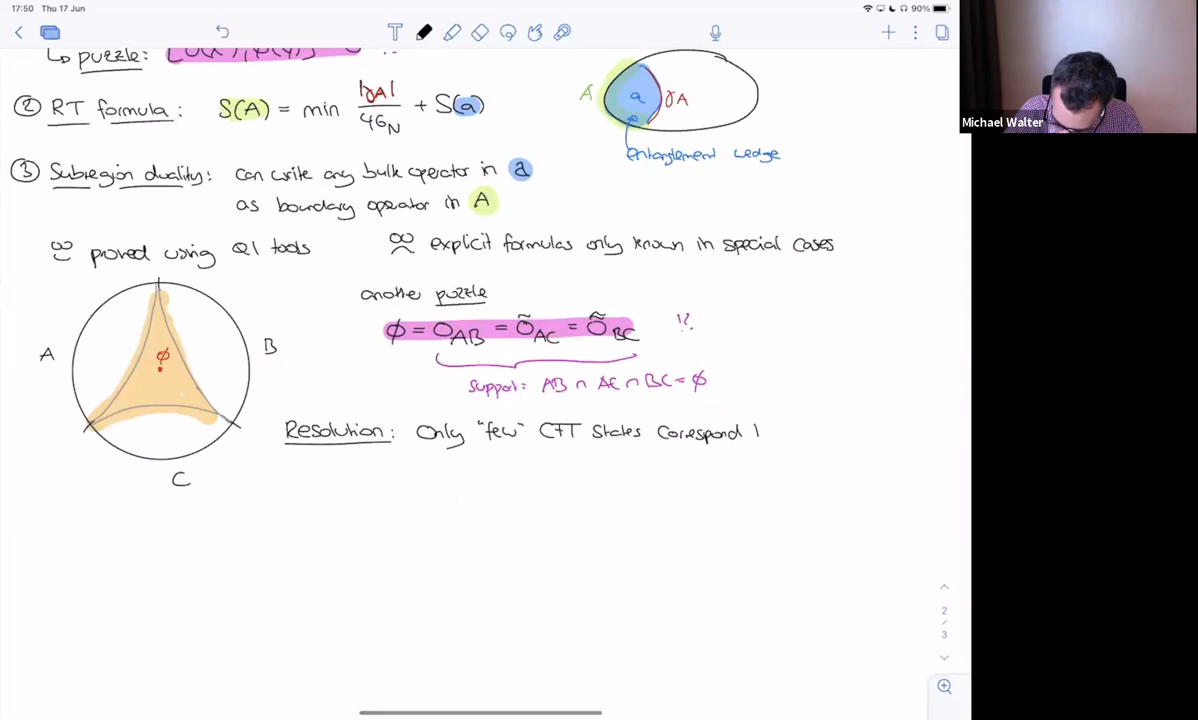 17:50 Thu 17 Jun
90%
↳ puzzle:
② RT formula: S(A) = min |γA| / 4G_N + S(a)
A a γA
entanglement wedge
③ Subregion duality: can write any bulk operator in a
as boundary operator in A
proved using QI tools
explicit formulas only known in special cases
another puzzle
ϕ = O_AB = Õ_AC = Õ_BC !?
support: AB ∩ AC ∩ BC = ∅
A B C
ϕ
Resolution: Only "few" CFT states correspond
2
/
3
Michael Walter